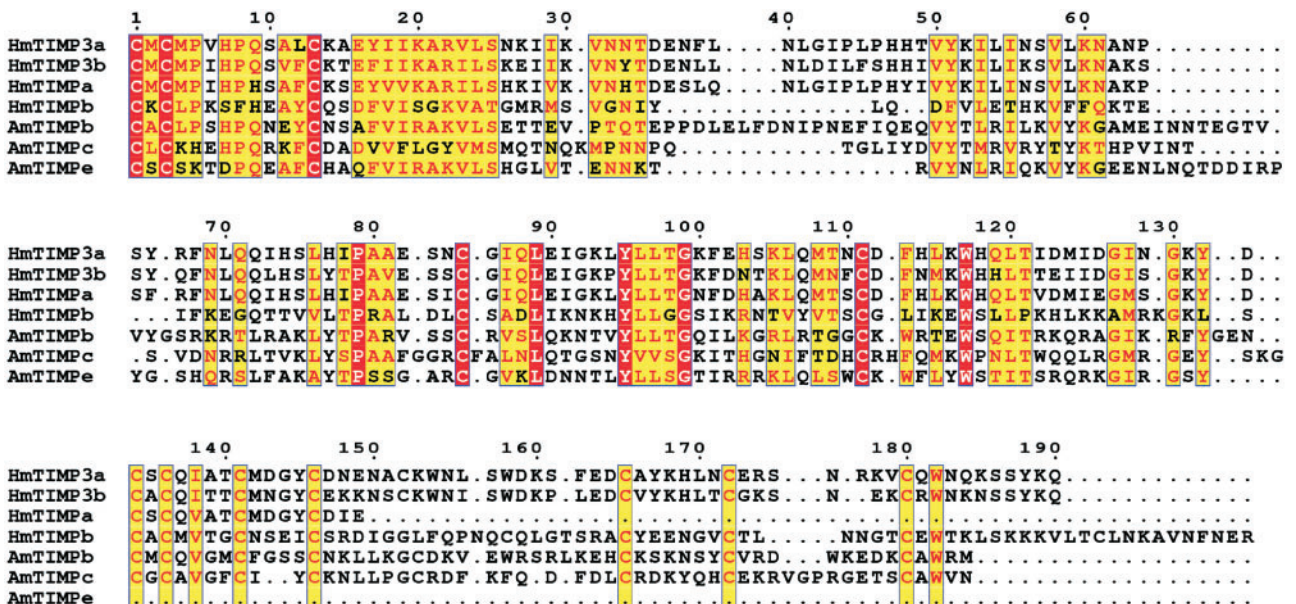 1 10 20 30 40 50 60
HmTIMP3a CMCMPVHPQSALCKAEYIIKARVLSNKIIK.VNNTDENFL....NLGIPLPHHTVYKILINSVLKNANP.........
HmTIMP3b CMCMPIHPQSVFCKTEFIIKARILSKEIIK.VNYTDENLL....NLDILFSHHIVYKILIKSVLKNAKS.........
HmTIMPa CMCMPIHPHSAFCKSEYVVKARILSHKIVK.VNHTDESLQ....NLGIPLPHYIVYKILIKSVLKNAKP.........
HmTIMPb CKCLPKSFHEAYCQSDFVISGKVATGMRMS.VGNIY..........LQ.DFVLETHKVFFQKTE..........
AmTIMPb CACLPSHPQNEYCNSAFVIRAKVLSETTEV.PTQTEPPDLELFDNIPNEFIQEQVYTLRILKVYKGAMEINNTEGTV.
AmTIMPc CLCKHEHPQRKFCDADVVFLGYVMSMQTNQKMPNNPQ...........TGLIYDVYTMRVRYTYKTHPVINT......
AmTIMPe CSCSKTDPQEAFCHAQFVIRAKVLSHGLVT.ENNKT..................RVYNLRIQKVYKGEENLNQTDDIRP
70 80 90 100 110 120 130
HmTIMP3a SY.RFNLQQIHSLHIPAAE.SNC.GIQLEIGKLYLLTGKFEHSKLQMTNCD.FHLKWHQLTIDMIDGIN.GKY..D..
HmTIMP3b SY.QFNLQQLHSLYTPAVE.SIC.GIQLEIGKPYLLTGKFDNTKLQMNFCD.FNMKWHHLTTEIIDGIS.GKY..D..
HmTIMPa SF.RFNLQQIHSLHIPAAE.SIC.GIQLEIGKLYLLTGNFDHAKLQMTSCD.FHLKWHQLTVDMIEGMS.GKY..D..
HmTIMPb ...IFKEGQTTVVLTPRAL.DLC.SADLIKNKHYLLGGSIKRNTVYVTSCG.LIKEWSLLPKHLKKAMRKGKL..S..
AmTIMPb VYGSRKRTLRAKLYTPARV.SSC.RVSLQKNTVYLLTGQILKGRLRTGGCK.WRTEWSQITRKQRAGIK.RFYGEN..
AmTIMPc .S.VDNRRLTVKLYSPAAFGGRCFALNLQTGSNYVVSGKITHGNIFTDHCRHFQMKWPNLTWQQLRGMR.GEY..SKG
AmTIMPe YG.SHQRSLFAKAYTPSSG.ARC.GVKLDNNTLYLLSGTIRRRKLQLSWCK.WFLYWSTITSRQRKGIR.GSY.....
140 150 160 170 180 190
HmTIMP3a CSCQIATCMDGYCDNENACKWNL.SWDKS.FEDCAYKHLNCERS...N.RKVCQWNQKSSYKQ............
HmTIMP3b CACQITTCMNGYCEKKNSCKWNI.SWDKP.LEDCVYKHLTCGKS...N..EKCRWNKNSSYKQ............
HmTIMPa CSCQVATCMDGYCDIE...........................................................
HmTIMPb CACMVTGCNSEICSRDIGGLFQPNQCQLGTSRACYEENGVCTL....NNGTCEWTKLSKKKVLTCLNKAVNFNER
AmTIMPb CMCQVGMCFGSSCNKLLKGCDKV.EWRSRLKEHCKSKNSYCVRD...WKEDKCAWRM..................
AmTIMPc CGCAVGFCI..YCKNLLPGCRDF.KFQ.D.FDLCRDKYQHCEKRVGPRGETSCAWVN..................
AmTIMPe ...........................................................................